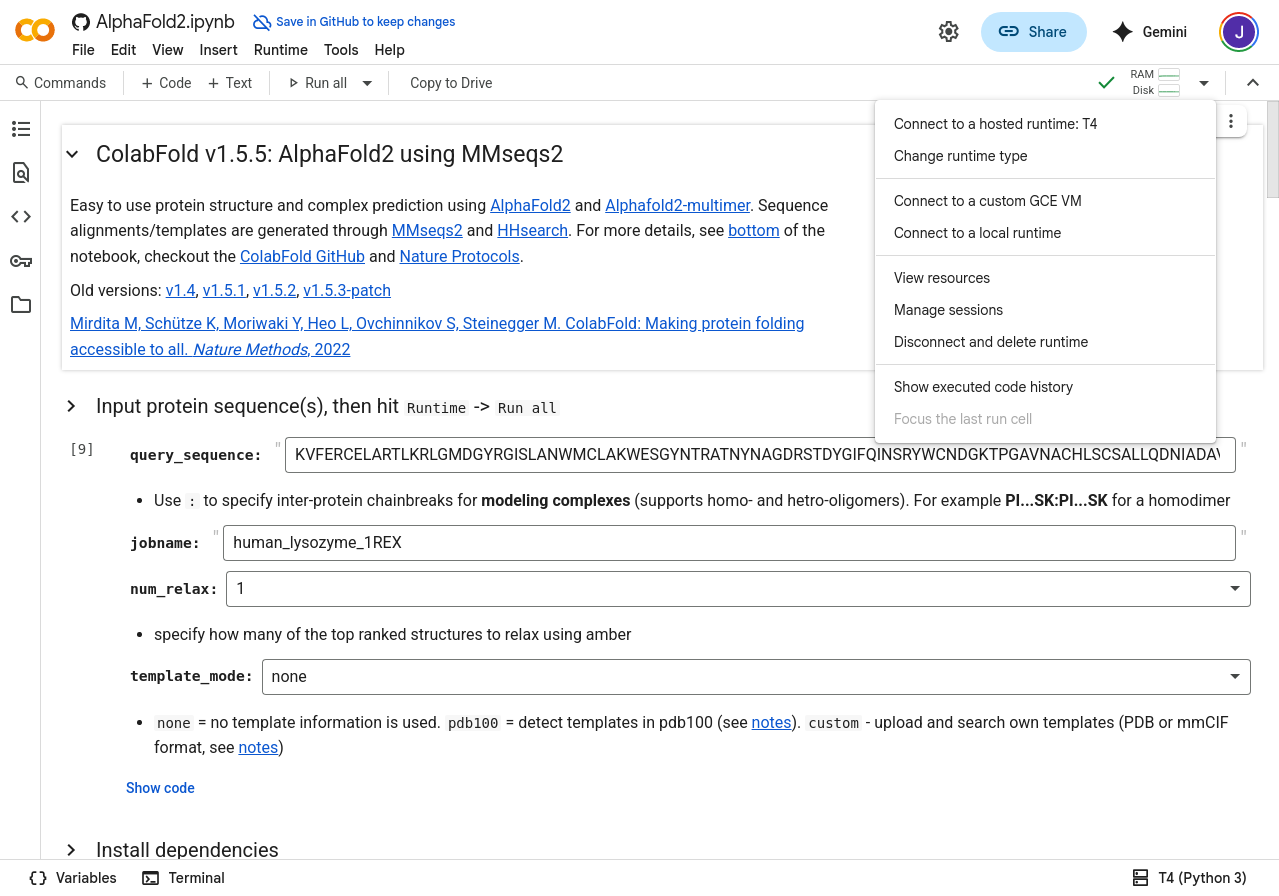 AlphaFold2.ipynb
Save in GitHub to keep changes
File Edit View Insert Runtime Tools Help
Share
Gemini
J
Commands + Code + Text Run all Copy to Drive
RAM
Disk
Connect to a hosted runtime: T4
Change runtime type
Connect to a custom GCE VM
Connect to a local runtime
View resources
Manage sessions
Disconnect and delete runtime
Show executed code history
Focus the last run cell
ColabFold v1.5.5: AlphaFold2 using MMseqs2
Easy to use protein structure and complex prediction using AlphaFold2 and Alphafold2-multimer. Sequence
alignments/templates are generated through MMseqs2 and HHsearch. For more details, see bottom of the
notebook, checkout the ColabFold GitHub and Nature Protocols.
Old versions: v1.4, v1.5.1, v1.5.2, v1.5.3-patch
Mirdita M, Schütze K, Moriwaki Y, Heo L, Ovchinnikov S, Steinegger M. ColabFold: Making protein folding
accessible to all. Nature Methods, 2022
Input protein sequence(s), then hit Runtime -> Run all
[9]
query_sequence: " KVFERCELARTLKRLGMDGYRGISLANWMCLAKWESGYNTRATNYNAGDRSTDYGIFQINSRYWCNDGKTPGAVNACHLSCSALLQDNIADAV "
• Use : to specify inter-protein chainbreaks for modeling complexes (supports homo- and hetro-oligomers). For example PI...SK:PI...SK for a homodimer
jobname: " human_lysozyme_1REX "
num_relax: 1
• specify how many of the top ranked structures to relax using amber
template_mode: none
• none = no template information is used. pdb100 = detect templates in pdb100 (see notes). custom - upload and search own templates (PDB or mmCIF
format, see notes)
Show code
Install dependencies
Variables Terminal
T4 (Python 3)